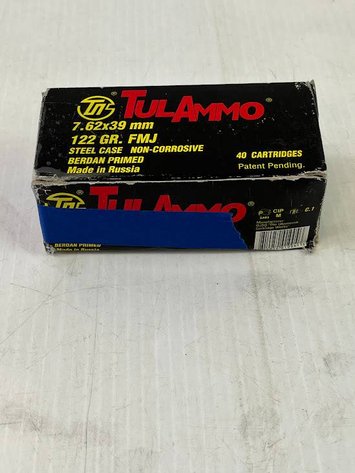 TULAMMO®
7.62x39 mm
122 GR. FMJ
STEEL CASE NON-CORROSIVE
BERDAN PRIMED
Made in Russia
40 CARTRIDGES
Patent Pending.
TULAMMO
CIP
M
BERDAN PRIMED
Made in Russia